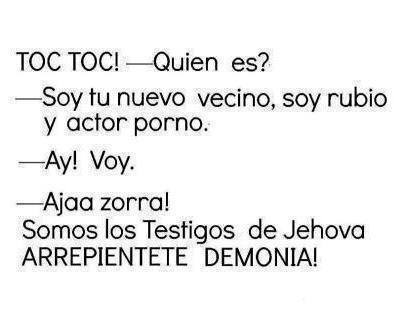 TOC TOC! —Quien es?
—Soy tu nuevo vecino, soy rubio
y actor porno.
—Ay! Voy.
—Ajaa zorra!
Somos los Testigos de Jehova
ARREPIENTETE DEMONIA!